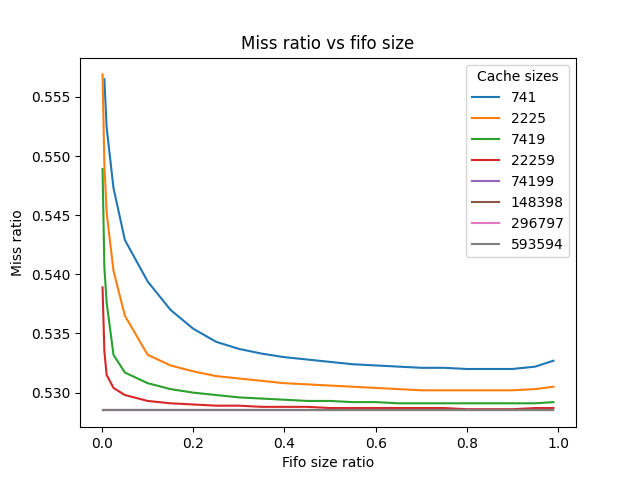 Miss ratio vs fifo size
Cache sizes
741
2225
7419
22259
74199
148398
296797
593594
0.555
0.550
0.545
0.540
0.535
0.530
Miss ratio
0.0 0.2 0.4 0.6 0.8 1.0
Fifo size ratio